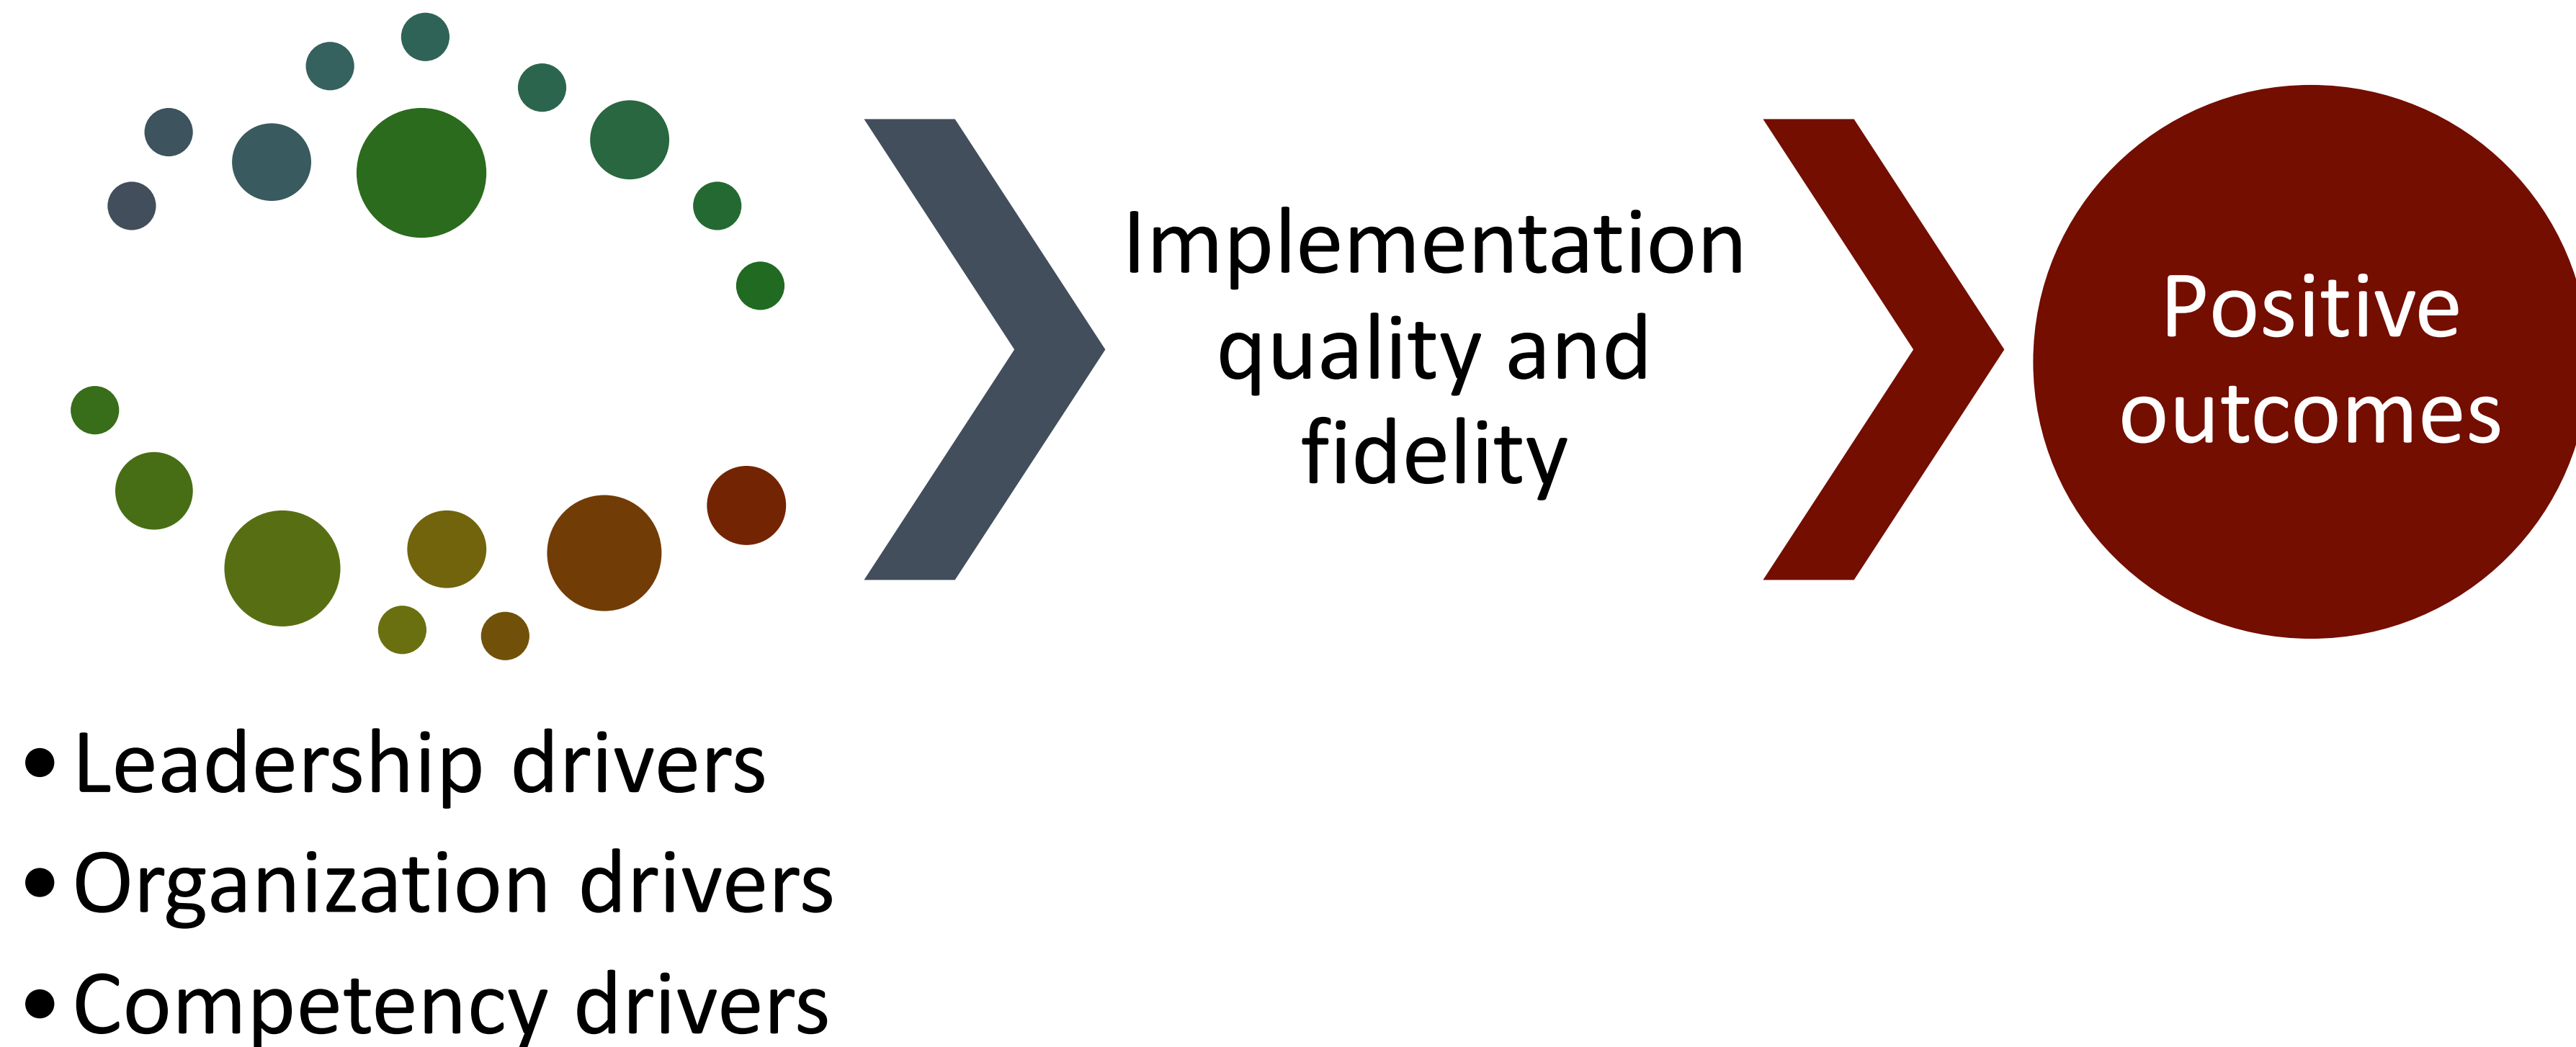 Implementation
quality and
fidelity
Positive
outcomes
• Leadership drivers
• Organization drivers
• Competency drivers